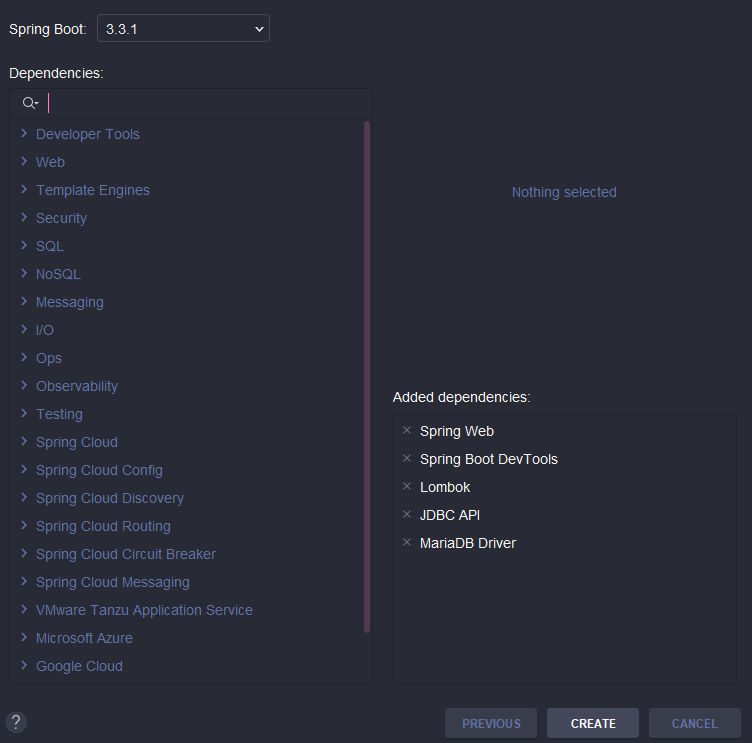 Spring Boot: 3.3.1
Dependencies:
Developer Tools
Web
Template Engines
Security
SQL
NoSQL
Messaging
I/O
Ops
Observability
Testing
Spring Cloud
Spring Cloud Config
Spring Cloud Discovery
Spring Cloud Routing
Spring Cloud Circuit Breaker
Spring Cloud Messaging
VMware Tanzu Application Service
Microsoft Azure
Google Cloud
Nothing selected
Added dependencies:
× Spring Web
× Spring Boot DevTools
× Lombok
× JDBC API
× MariaDB Driver
? PREVIOUS CREATE CANCEL